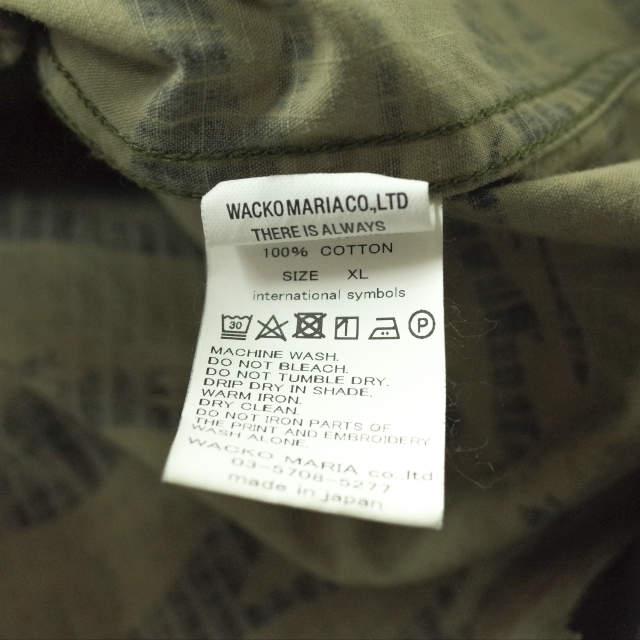 WACKO MARIA CO.,LTD
THERE IS ALWAYS
100% COTTON
SIZE XL
international symbols
30 P
MACHINE WASH.
DO NOT BLEACH.
DO NOT TUMBLE DRY.
DRIP DRY IN SHADE.
WARM IRON.
DRY CLEAN.
DO NOT IRON PARTS OF
THE PRINT AND EMBROIDERY
WASH ALONE.
WACKO MARIA co.,ltd
03-5708-5277
made in japan